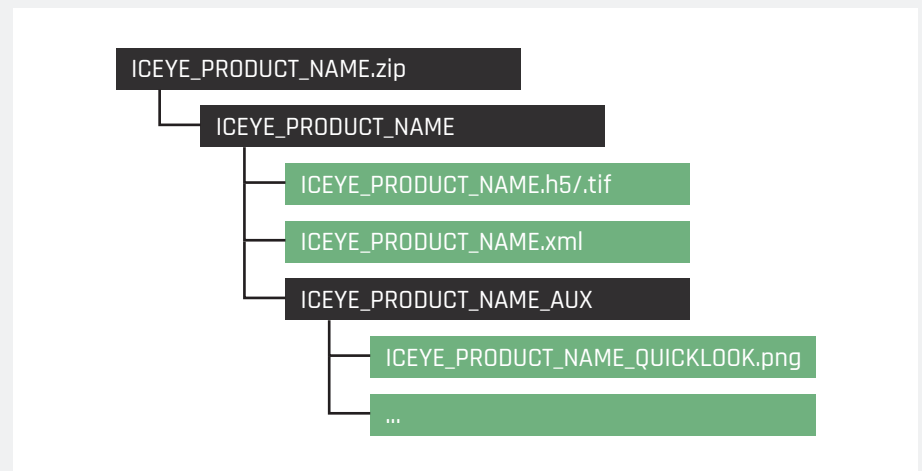 ICEYE_PRODUCT_NAME.zip
ICEYE_PRODUCT_NAME
ICEYE_PRODUCT_NAME.h5/.tif
ICEYE_PRODUCT_NAME.xml
ICEYE_PRODUCT_NAME_AUX
ICEYE_PRODUCT_NAME_QUICKLOOK.png
...